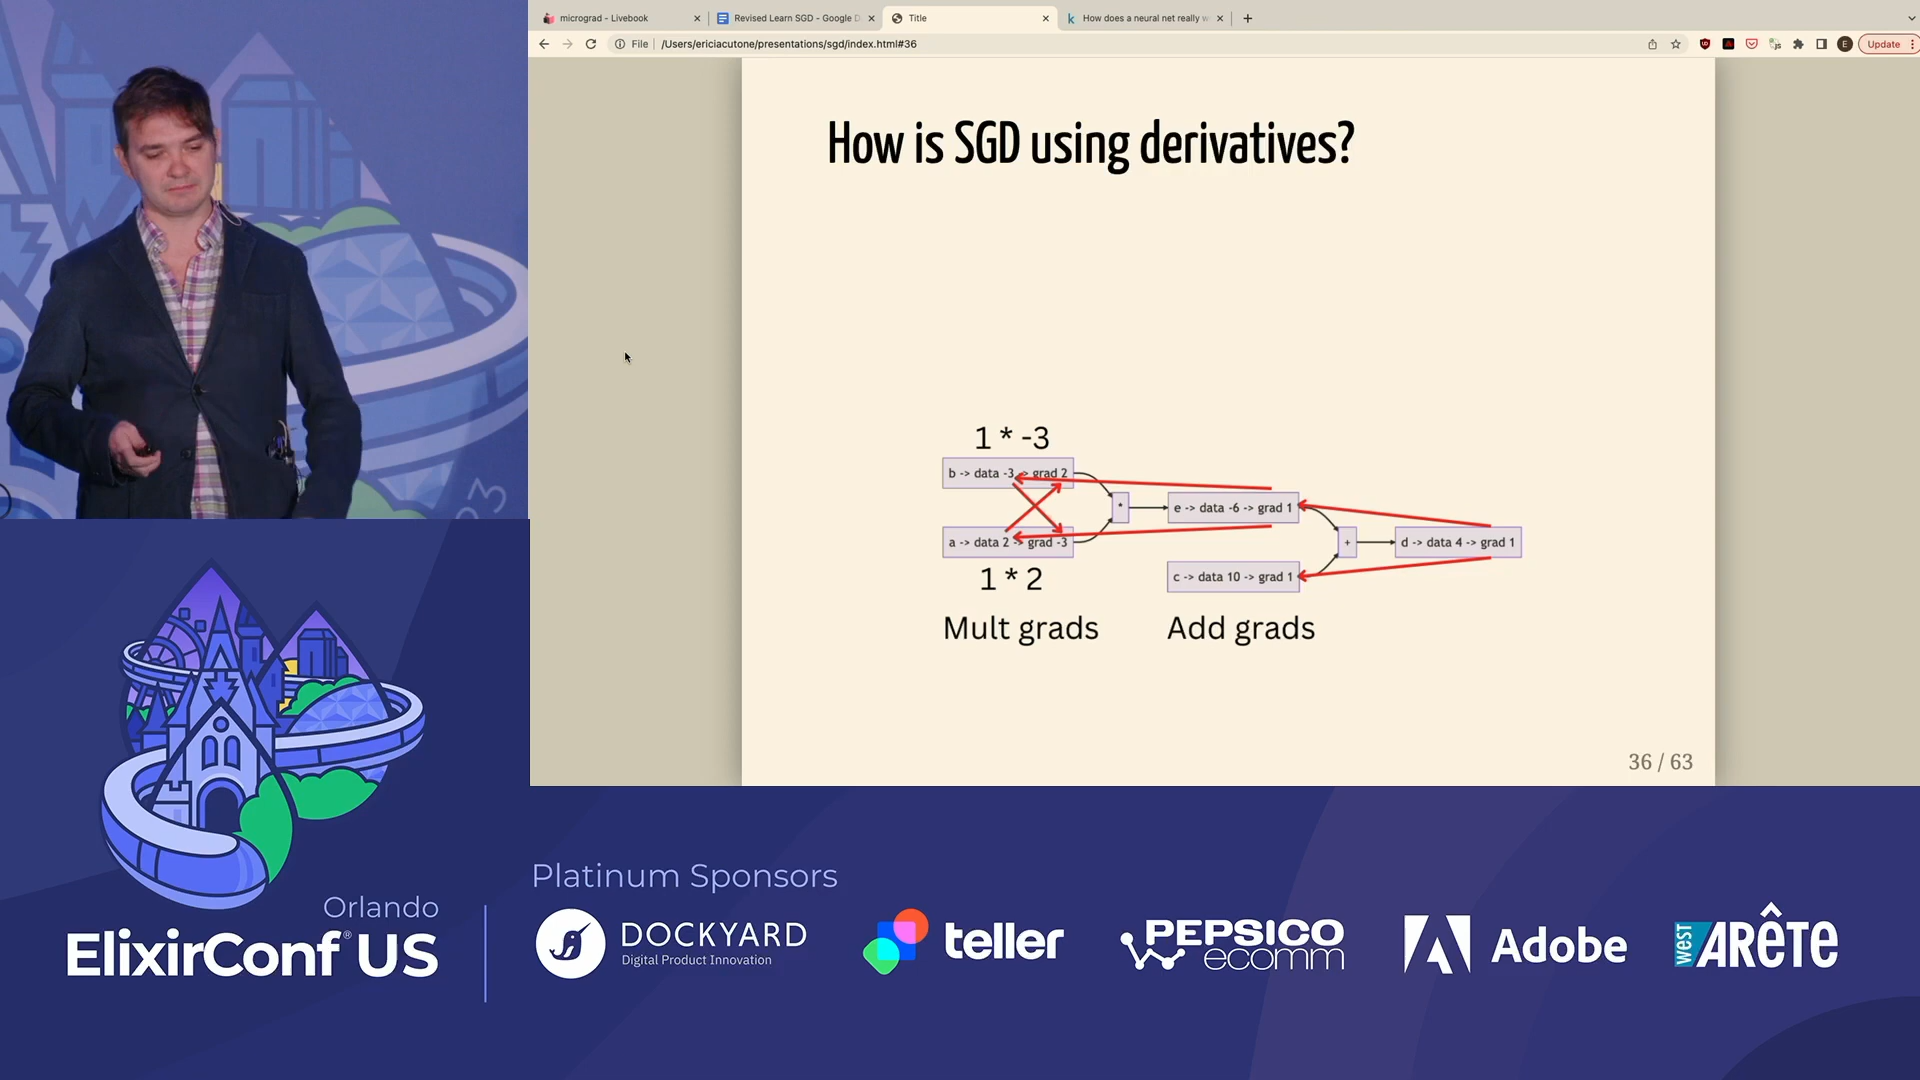 micrograd - Livebook
Revised Learn SGD - Google D
Title
How does a neural net really w
File
/Users/ericiacutone/presentations/sgd/index.html#36
E
Update
How is SGD using derivatives?
1 * -3
b -> data -3 -> grad 2
*
e -> data -6 -> grad 1
a -> data 2 -> grad -3
+
d -> data 4 -> grad 1
1 * 2
c -> data 10 -> grad 1
Mult grads
Add grads
36 / 63
Orlando
ElixirConf® US
Platinum Sponsors
DOCKYARD
Digital Product Innovation
teller
PEPSICO
ecomm
Adobe
west
ARÊTE